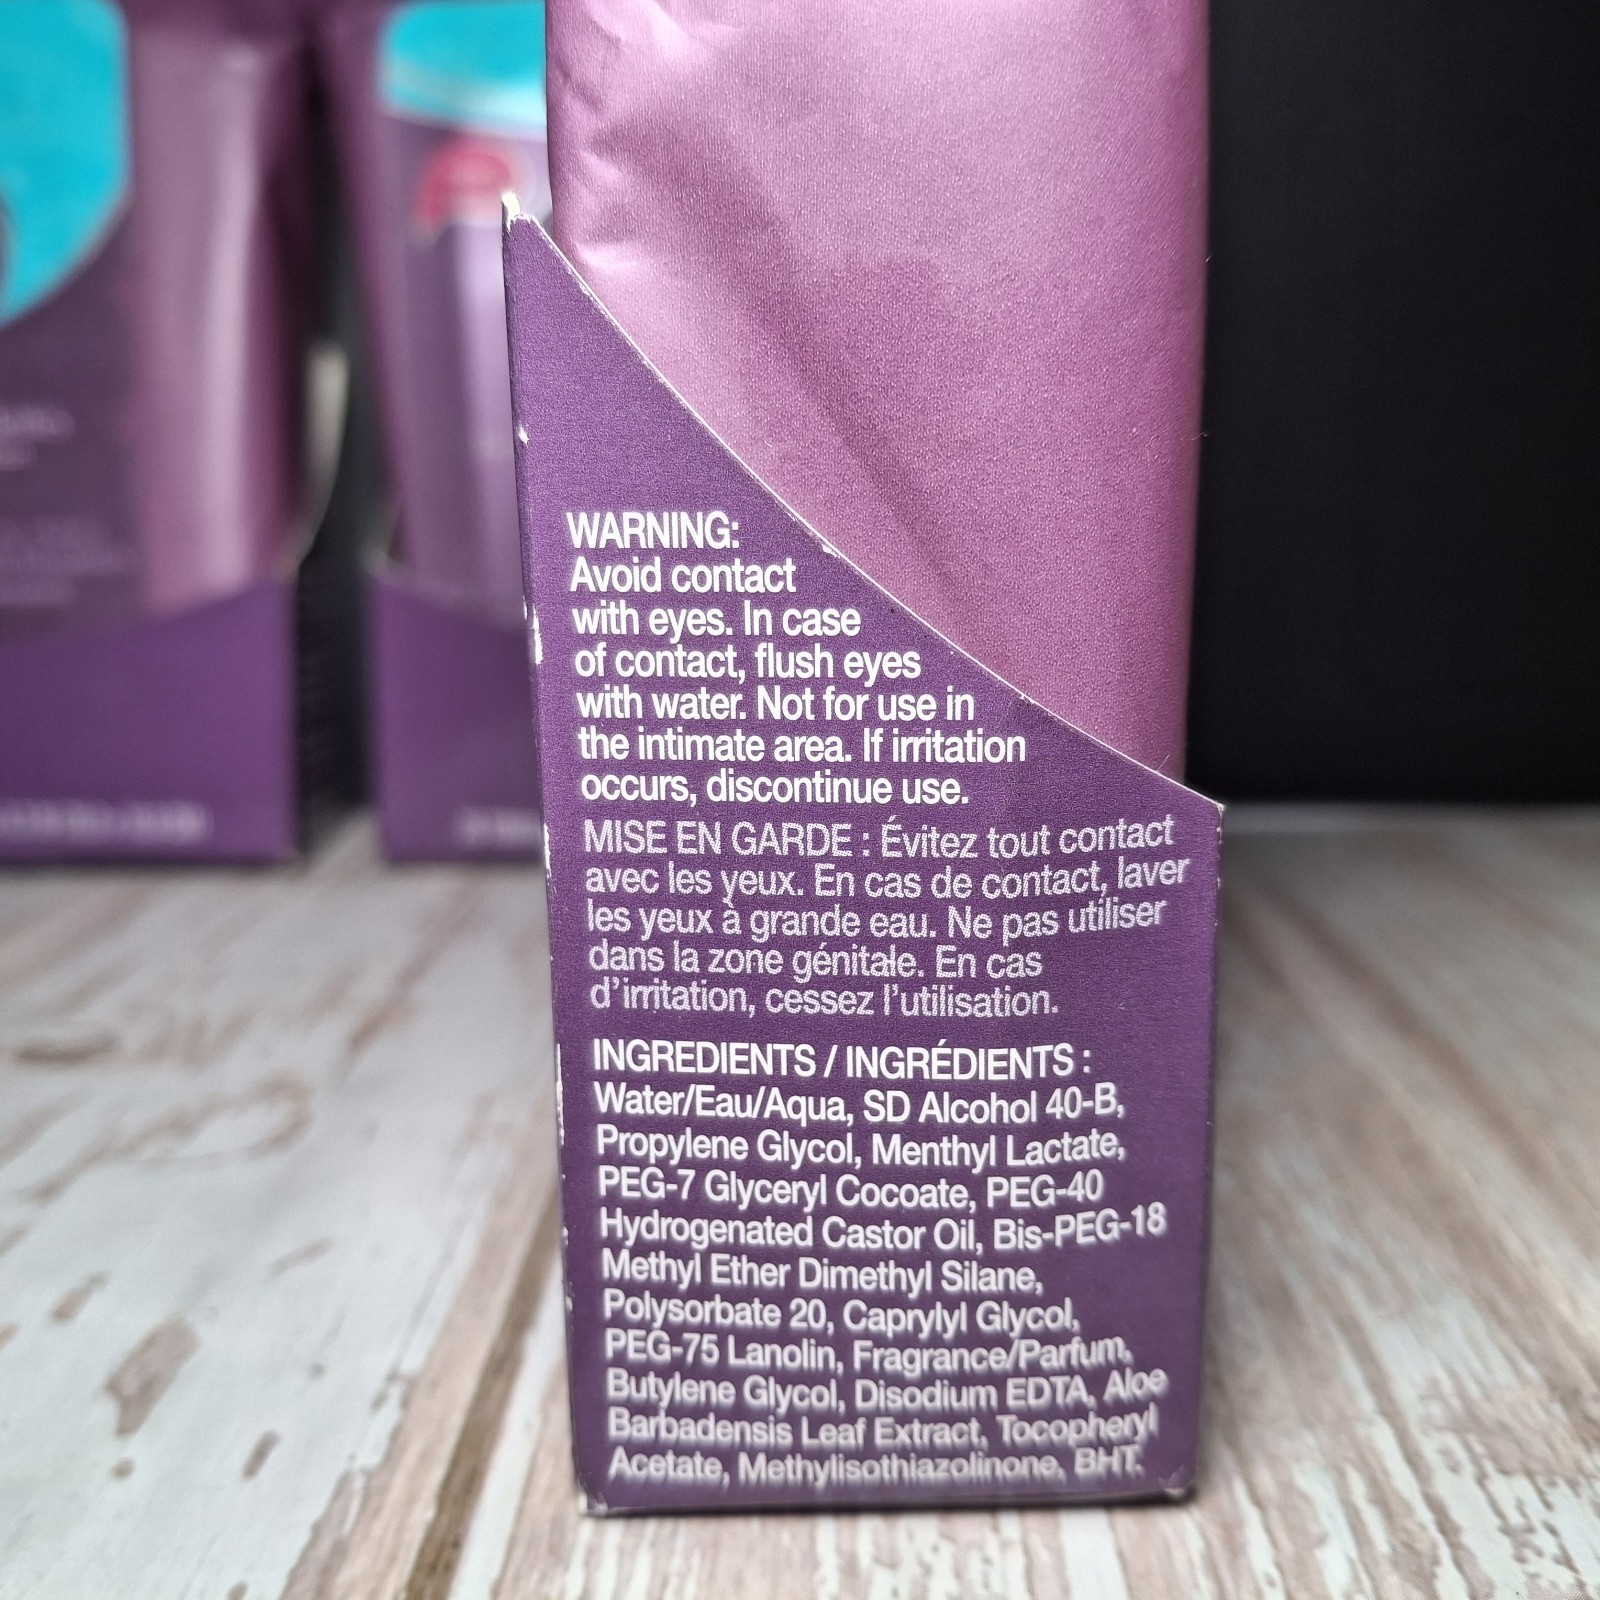 WARNING:
Avoid contact
with eyes. In case
of contact, flush eyes
with water. Not for use in
the intimate area. If irritation
occurs, discontinue use.
MISE EN GARDE : Évitez tout contact
avec les yeux. En cas de contact, laver
les yeux à grande eau. Ne pas utiliser
dans la zone génitale. En cas
d'irritation, cessez l'utilisation.
INGREDIENTS / INGRÉDIENTS :
Water/Eau/Aqua, SD Alcohol 40-B,
Propylene Glycol, Menthyl Lactate,
PEG-7 Glyceryl Cocoate, PEG-40
Hydrogenated Castor Oil, Bis-PEG-18
Methyl Ether Dimethyl Silane,
Polysorbate 20, Caprylyl Glycol,
PEG-75 Lanolin, Fragrance/Parfum,
Butylene Glycol, Disodium EDTA, Aloe
Barbadensis Leaf Extract, Tocopheryl
Acetate, Methylisothiazolinone, BHT.